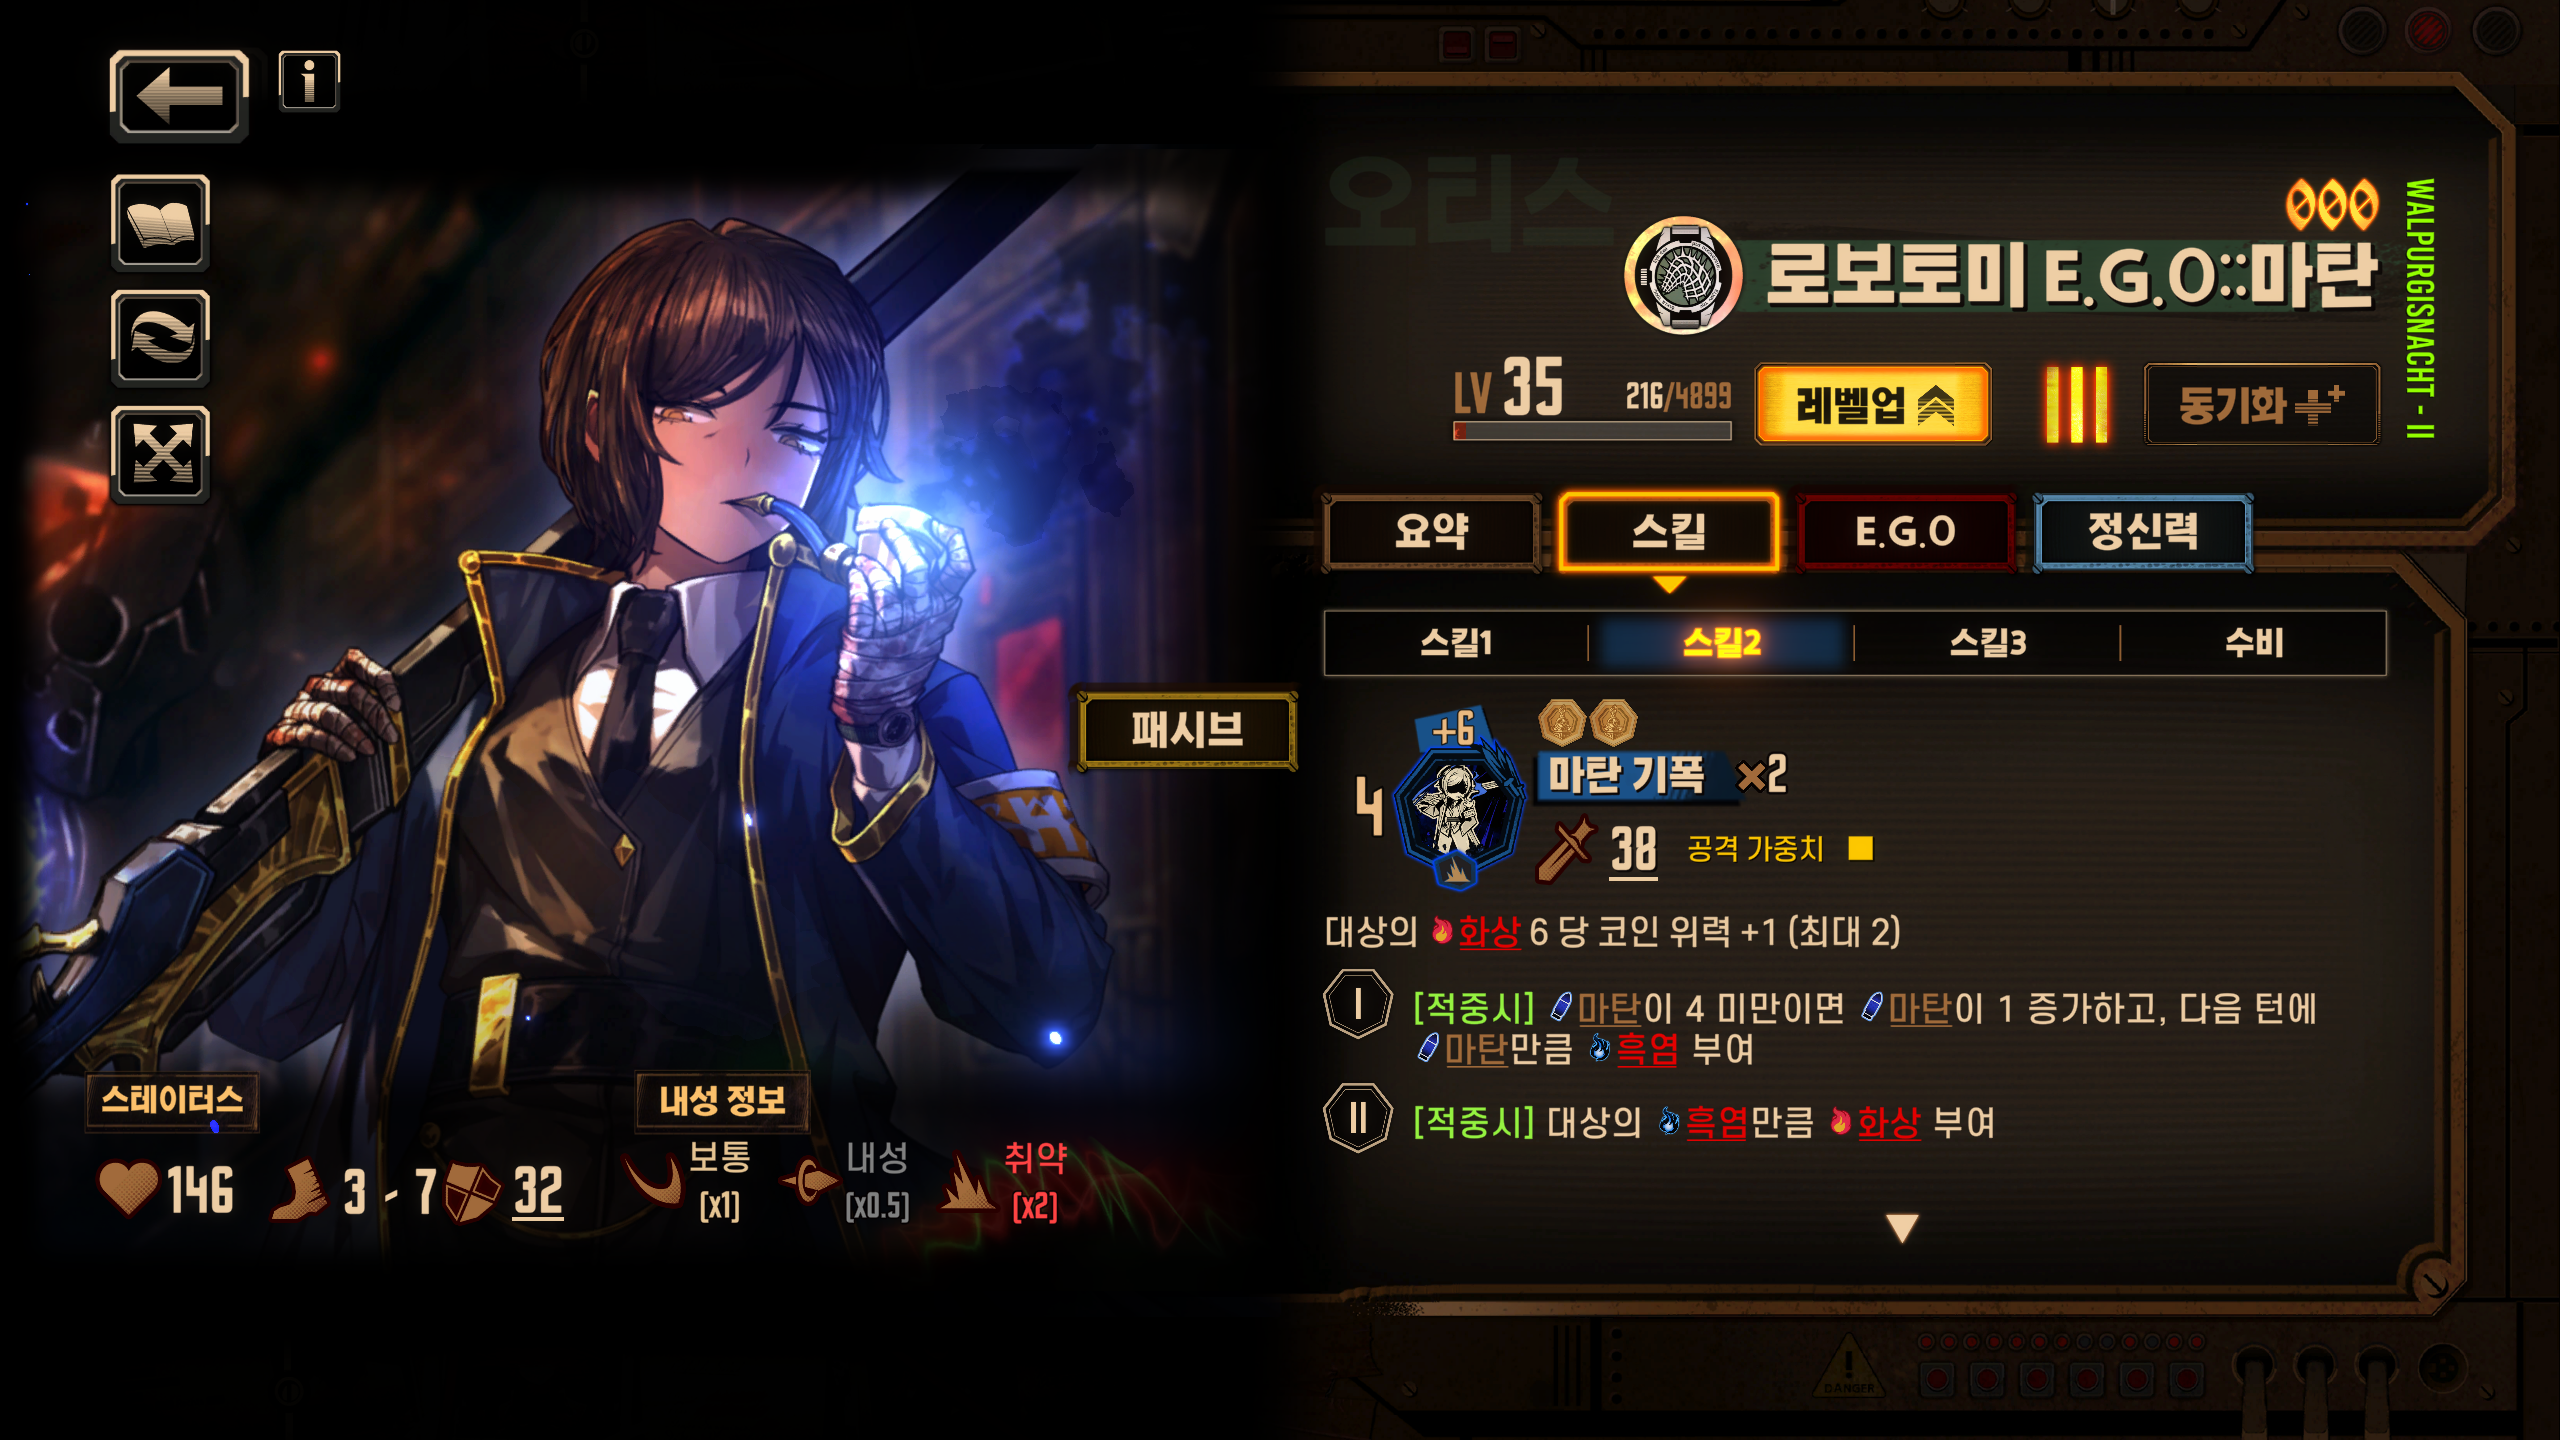 오티스
로보토미 E.G.O::마탄
WALPURGISNACHT - II
LV 35
216/4899
레벨업
동기화
요약
스킬
E.G.O
정신력
스킬1
스킬2
스킬3
수비
패시브
+6
4
마탄 기폭 ×2
38 공격 가중치
대상의 화상 6 당 코인 위력 +1 (최대 2)
I
[적중시] 마탄이 4 미만이면 마탄이 1 증가하고, 다음 턴에
마탄만큼 흑염 부여
II
[적중시] 대상의 흑염만큼 화상 부여
스테이터스
146
3 - 7
32
내성 정보
보통
[x1]
내성
[x0.5]
취약
[x2]
DANGER